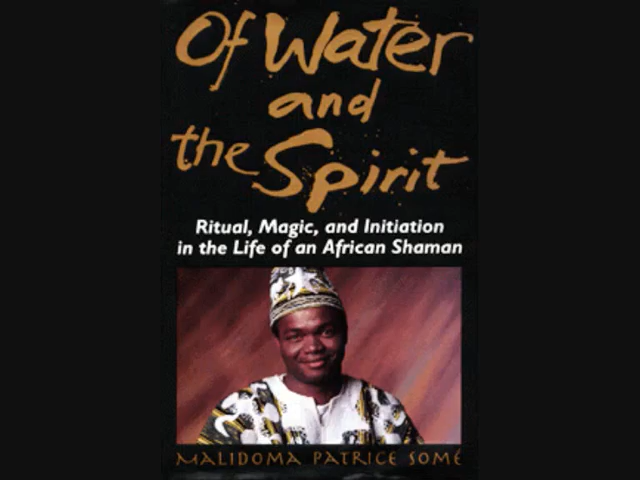 Of Water
and
the Spirit
Ritual, Magic, and Initiation
in the Life of an African Shaman
MALIDOMA PATRICE SOMÉ